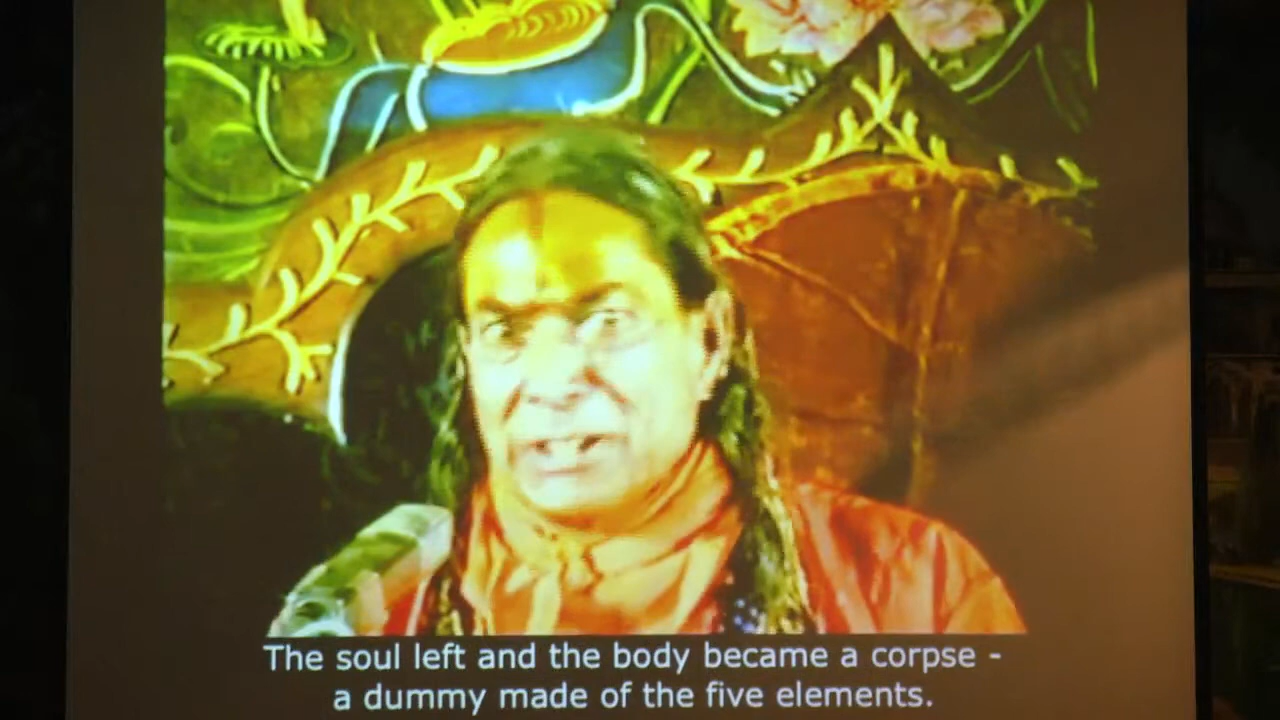 The soul left and the body became a corpse -
a dummy made of the five elements.